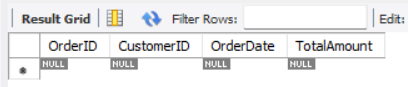 Result Grid Filter Rows: Edit:
OrderID CustomerID OrderDate TotalAmount
NULL NULL NULL NULL